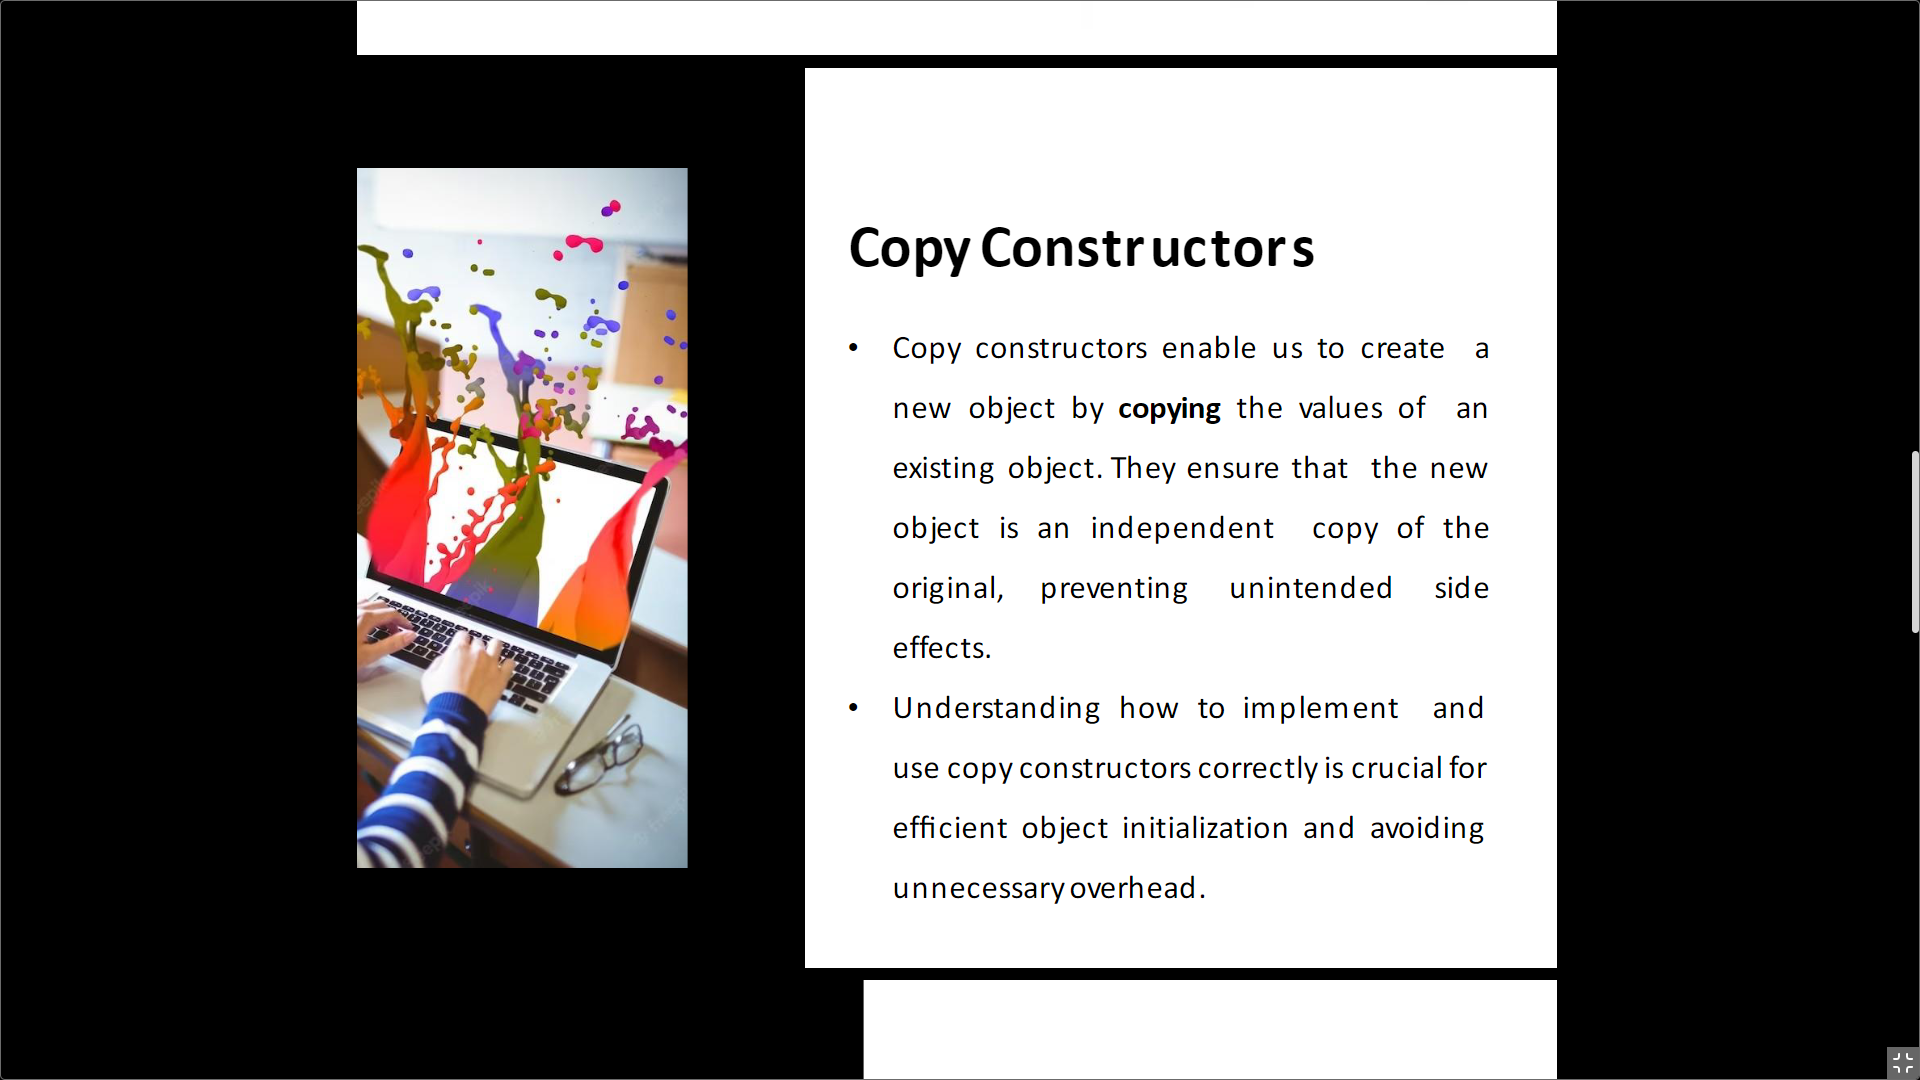 Copy Constructors
• Copy constructors enable us to create a
new object by copying the values of an
existing object. They ensure that the new
object is an independent copy of the
original, preventing unintended side
effects.
• Understanding how to implement and
use copy constructors correctly is crucial for
efficient object initialization and avoiding
unnecessary overhead.